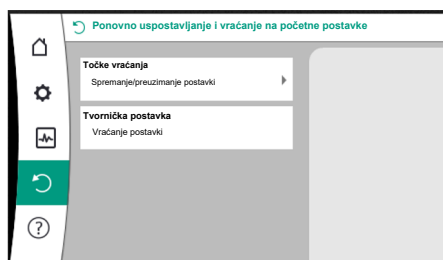 Ponovno uspostavljanje i vraćanje na početne postavke
Točke vraćanja
Spremanje/preuzimanje postavki
Tvornička postavka
Vraćanje postavki
?